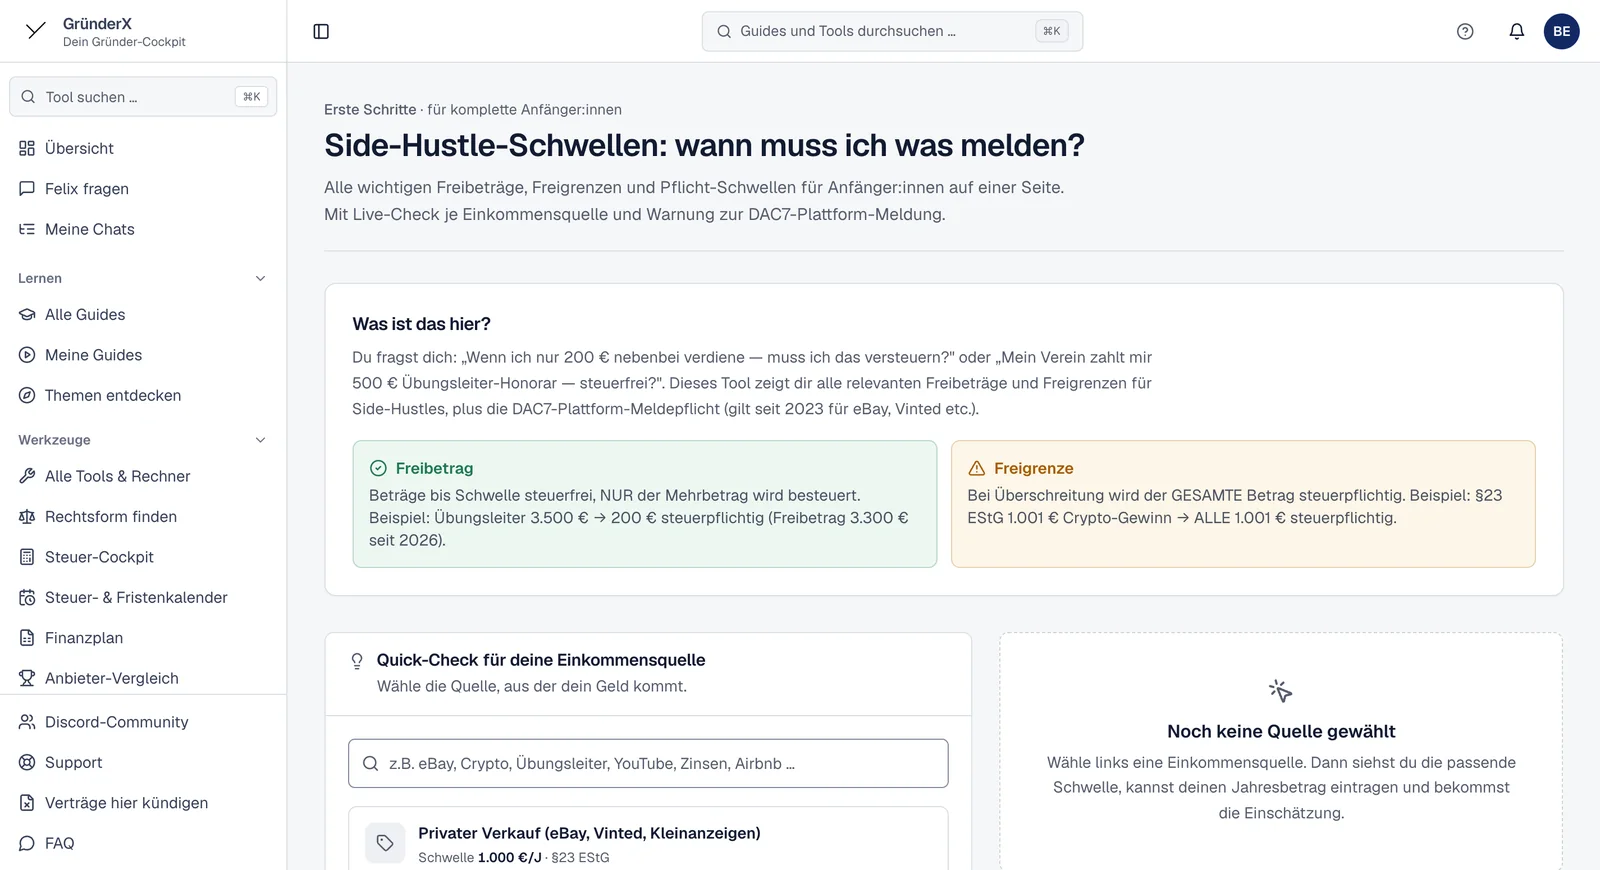 GründerX
Dein Gründer-Cockpit
Guides und Tools durchsuchen …
⌘K
BE
Tool suchen …
⌘K
Übersicht
Felix fragen
Meine Chats
Lernen
Alle Guides
Meine Guides
Themen entdecken
Werkzeuge
Alle Tools & Rechner
Rechtsform finden
Steuer-Cockpit
Steuer- & Fristenkalender
Finanzplan
Anbieter-Vergleich
Discord-Community
Support
Verträge hier kündigen
FAQ
Erste Schritte · für komplette Anfänger:innen
Side-Hustle-Schwellen: wann muss ich was melden?
Alle wichtigen Freibeträge, Freigrenzen und Pflicht-Schwellen für Anfänger:innen auf einer Seite.
Mit Live-Check je Einkommensquelle und Warnung zur DAC7-Plattform-Meldung.
Was ist das hier?
Du fragst dich: „Wenn ich nur 200 € nebenbei verdiene — muss ich das versteuern?" oder „Mein Verein zahlt mir
500 € Übungsleiter-Honorar — steuerfrei?". Dieses Tool zeigt dir alle relevanten Freibeträge und Freigrenzen für
Side-Hustles, plus die DAC7-Plattform-Meldepflicht (gilt seit 2023 für eBay, Vinted etc.).
Freibetrag
Beträge bis Schwelle steuerfrei, NUR der Mehrbetrag wird besteuert.
Beispiel: Übungsleiter 3.500 € → 200 € steuerpflichtig (Freibetrag 3.300 €
seit 2026).
Freigrenze
Bei Überschreitung wird der GESAMTE Betrag steuerpflichtig. Beispiel: §23
EStG 1.001 € Crypto-Gewinn → ALLE 1.001 € steuerpflichtig.
Quick-Check für deine Einkommensquelle
Wähle die Quelle, aus der dein Geld kommt.
z.B. eBay, Crypto, Übungsleiter, YouTube, Zinsen, Airbnb …
Privater Verkauf (eBay, Vinted, Kleinanzeigen)
Schwelle 1.000 €/J · §23 EStG
Noch keine Quelle gewählt
Wähle links eine Einkommensquelle. Dann siehst du die passende
Schwelle, kannst deinen Jahresbetrag eintragen und bekommst
die Einschätzung.